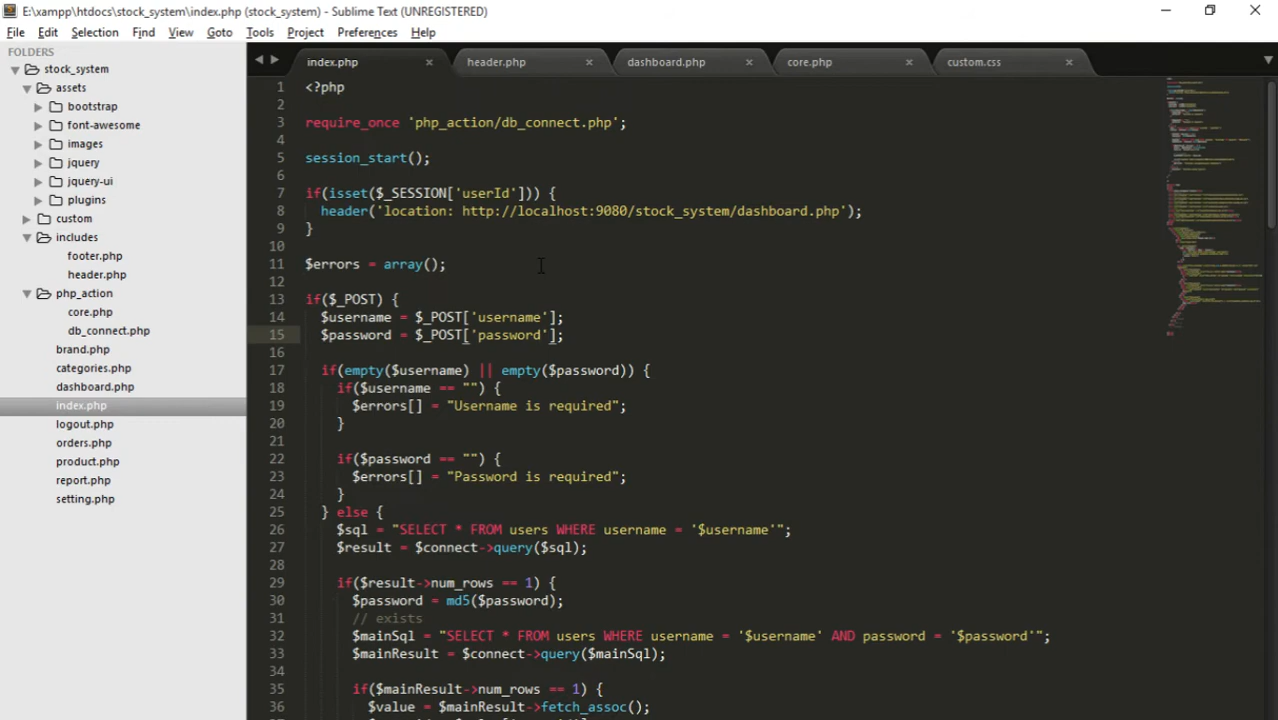 E:\xampp\htdocs\stock_system\index.php (stock_system) - Sublime Text (UNREGISTERED)
File Edit Selection Find View Goto Tools Project Preferences Help
FOLDERS
stock_system
assets
bootstrap
font-awesome
images
jquery
jquery-ui
plugins
custom
includes
footer.php
header.php
php_action
core.php
db_connect.php
brand.php
categories.php
dashboard.php
index.php
logout.php
orders.php
product.php
report.php
setting.php
index.php header.php dashboard.php core.php custom.css
1 <?php
2
3 require_once 'php_action/db_connect.php';
4
5 session_start();
6
7 if(isset($_SESSION['userId'])) {
8 header('location: http://localhost:9080/stock_system/dashboard.php');
9 }
10
11 $errors = array();
12
13 if($_POST) {
14 $username = $_POST['username'];
15 $password = $_POST['password'];
16
17 if(empty($username) || empty($password)) {
18 if($username == "") {
19 $errors[] = "Username is required";
20 }
21
22 if($password == "") {
23 $errors[] = "Password is required";
24 }
25 } else {
26 $sql = "SELECT * FROM users WHERE username = '$username'";
27 $result = $connect->query($sql);
28
29 if($result->num_rows == 1) {
30 $password = md5($password);
31 // exists
32 $mainSql = "SELECT * FROM users WHERE username = '$username' AND password = '$password'";
33 $mainResult = $connect->query($mainSql);
34
35 if($mainResult->num_rows == 1) {
36 $value = $mainResult->fetch_assoc();